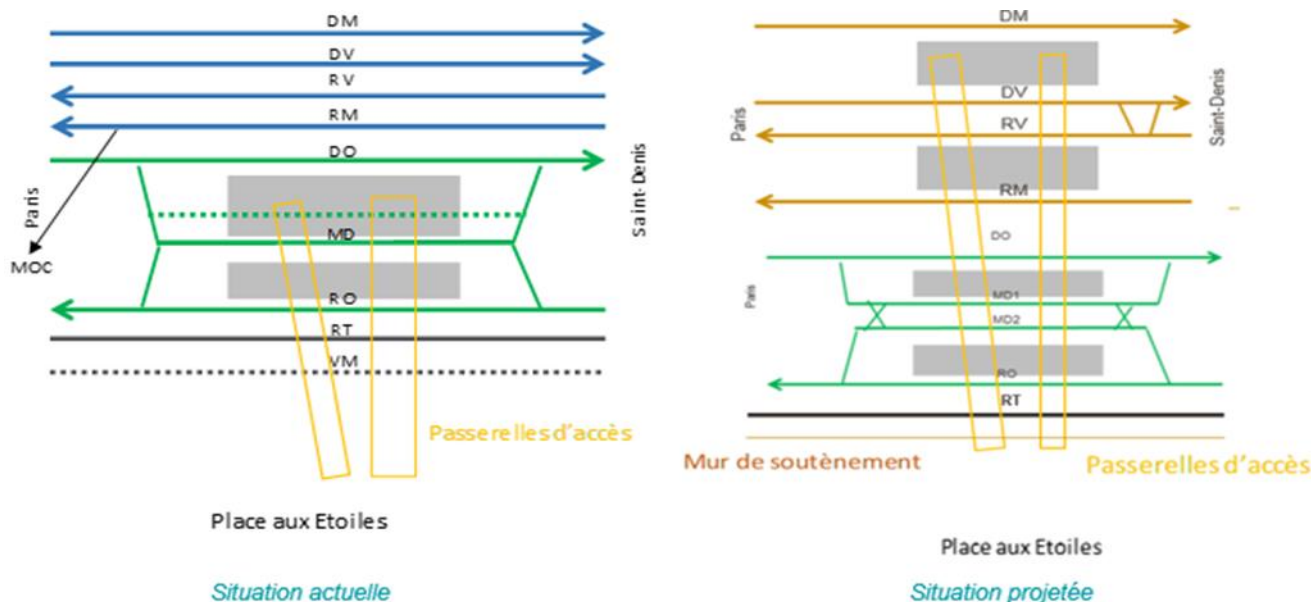 DM
DV
RV
RM
DO
Paris
MOC
Saint-Denis
MD
RO
RT
VM
Passerelles d'accès
Place aux Etoiles
Situation actuelle
DM
Paris
DV
RV
Saint-Denis
RM
DO
Paris
MD1
MD2
RO
RT
Mur de soutènement
Passerelles d'accès
Place aux Etoiles
Situation projetée